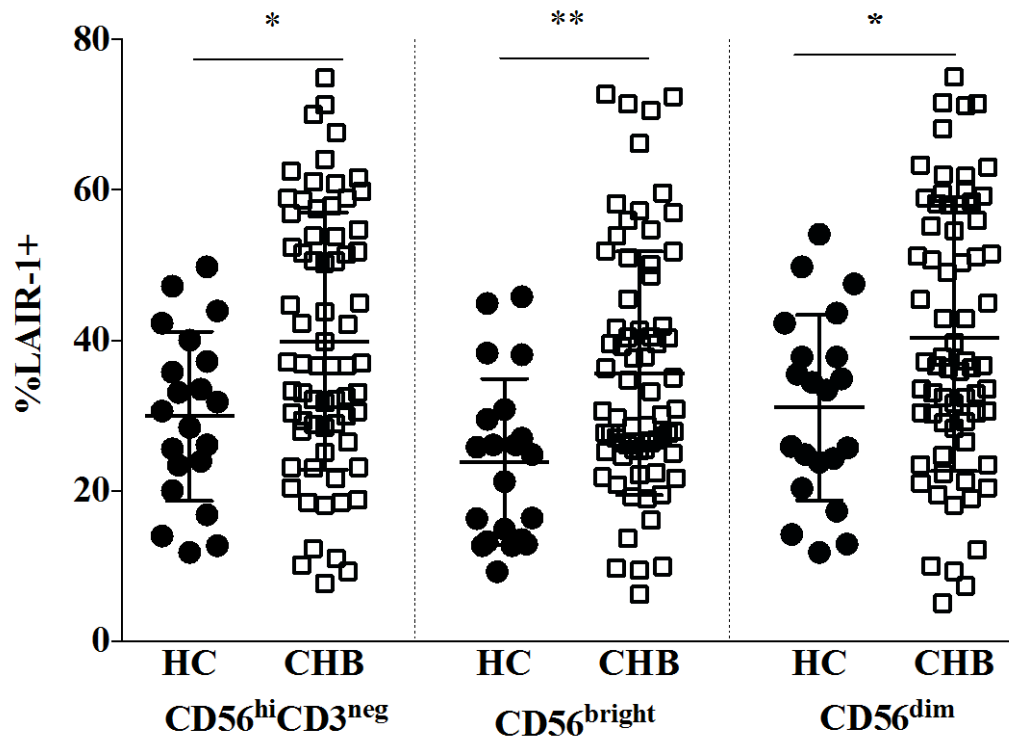 * ** *
80
60
40
20
0
%LAIR-1+
HC CHB HC CHB HC CHB
CD56hiCD3neg CD56bright CD56dim